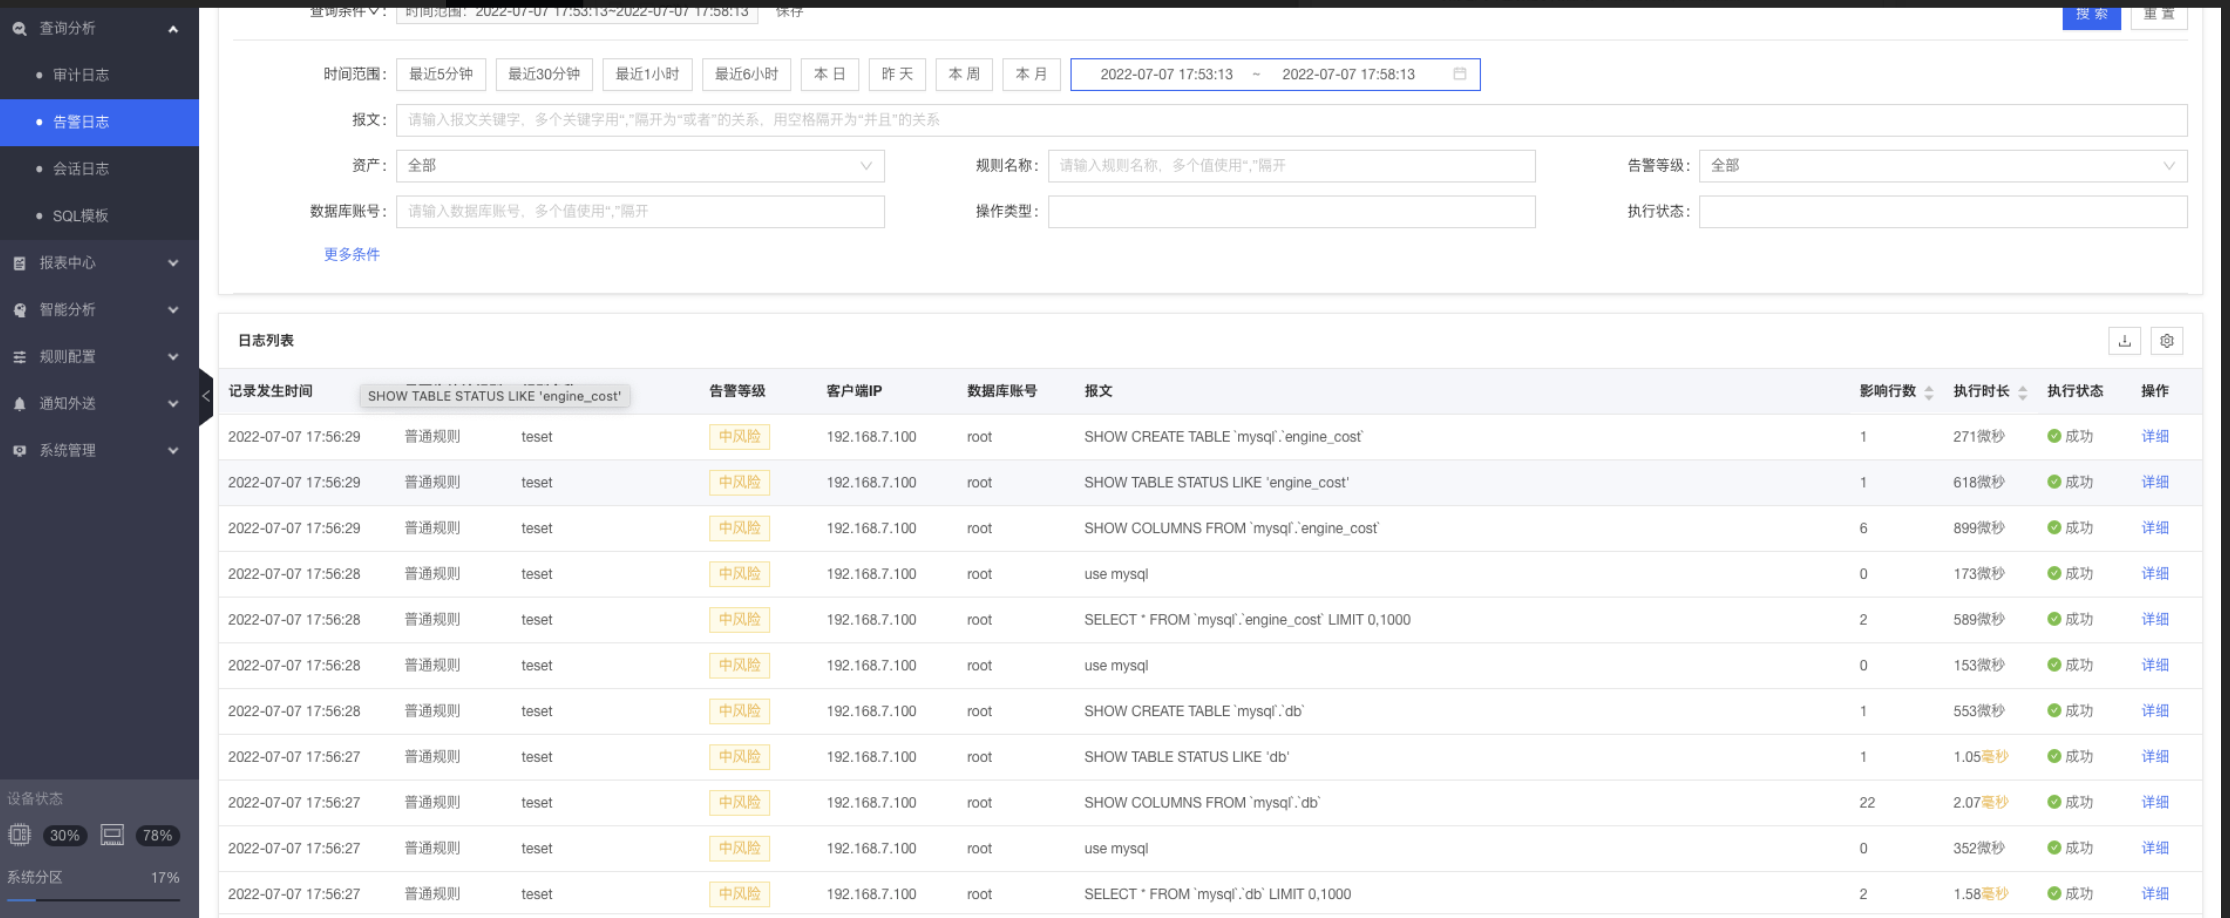 查询条件: 时间范围: 2022-07-07 17:53:13~2022-07-07 17:58:13 保存
搜 索 重 置
查询分析
审计日志
告警日志
会话日志
SQL模板
报表中心
智能分析
规则配置
通知外送
系统管理
设备状态
30% 78%
系统分区 17%
时间范围: 最近5分钟 最近30分钟 最近1小时 最近6小时 本 日 昨 天 本 周 本 月 2022-07-07 17:53:13 ~ 2022-07-07 17:58:13
报文: 请输入报文关键字，多个关键字用“,”隔开为“或者”的关系，用空格隔开为“并且”的关系
资产: 全部 规则名称: 请输入规则名称，多个值使用“,”隔开 告警等级: 全部
数据库账号: 请输入数据库账号，多个值使用“,”隔开 操作类型: 执行状态:
更多条件
日志列表
记录发生时间 告警等级 客户端IP 数据库账号 报文 影响行数 执行时长 执行状态 操作
SHOW TABLE STATUS LIKE 'engine_cost'
2022-07-07 17:56:29 普通规则 teset 中风险 192.168.7.100 root SHOW CREATE TABLE `mysql`.`engine_cost` 1 271微秒 成功 详细
2022-07-07 17:56:29 普通规则 teset 中风险 192.168.7.100 root SHOW TABLE STATUS LIKE 'engine_cost' 1 618微秒 成功 详细
2022-07-07 17:56:29 普通规则 teset 中风险 192.168.7.100 root SHOW COLUMNS FROM `mysql`.`engine_cost` 6 899微秒 成功 详细
2022-07-07 17:56:28 普通规则 teset 中风险 192.168.7.100 root use mysql 0 173微秒 成功 详细
2022-07-07 17:56:28 普通规则 teset 中风险 192.168.7.100 root SELECT * FROM `mysql`.`engine_cost` LIMIT 0,1000 2 589微秒 成功 详细
2022-07-07 17:56:28 普通规则 teset 中风险 192.168.7.100 root use mysql 0 153微秒 成功 详细
2022-07-07 17:56:28 普通规则 teset 中风险 192.168.7.100 root SHOW CREATE TABLE `mysql`.`db` 1 553微秒 成功 详细
2022-07-07 17:56:27 普通规则 teset 中风险 192.168.7.100 root SHOW TABLE STATUS LIKE 'db' 1 1.05毫秒 成功 详细
2022-07-07 17:56:27 普通规则 teset 中风险 192.168.7.100 root SHOW COLUMNS FROM `mysql`.`db` 22 2.07毫秒 成功 详细
2022-07-07 17:56:27 普通规则 teset 中风险 192.168.7.100 root use mysql 0 352微秒 成功 详细
2022-07-07 17:56:27 普通规则 teset 中风险 192.168.7.100 root SELECT * FROM `mysql`.`db` LIMIT 0,1000 2 1.58毫秒 成功 详细